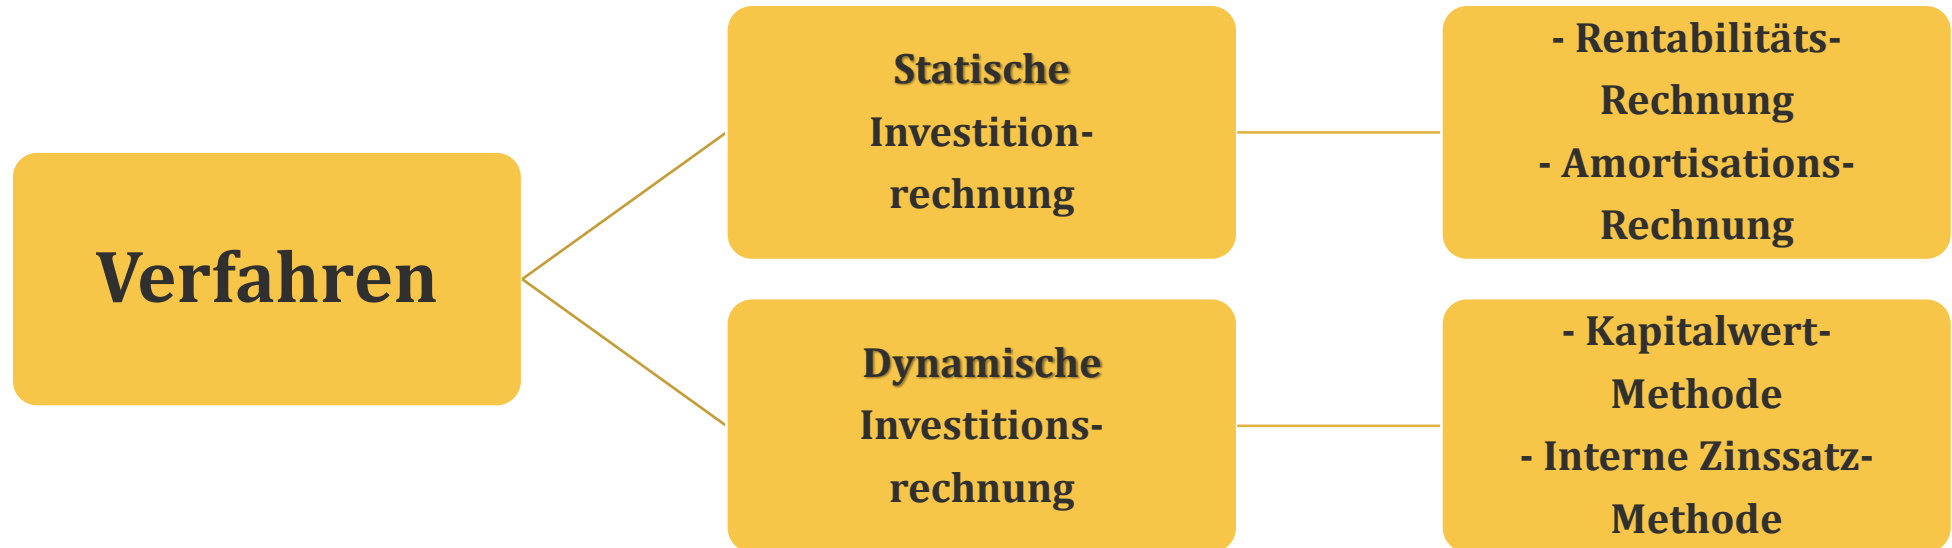 Verfahren
Statische
Investition-
rechnung
- Rentabilitäts-
Rechnung
- Amortisations-
Rechnung
Dynamische
Investitions-
rechnung
- Kapitalwert-
Methode
- Interne Zinssatz-
Methode